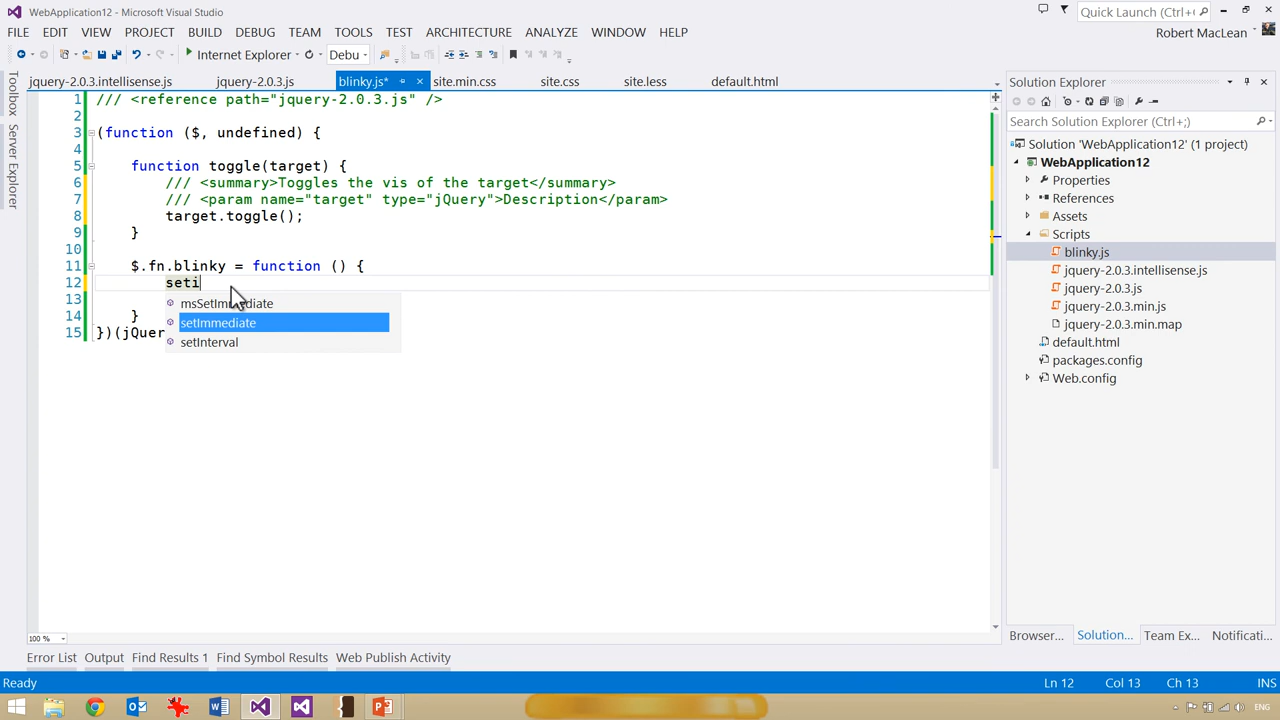 WebApplication12 - Microsoft Visual Studio
Quick Launch (Ctrl+
FILE EDIT VIEW PROJECT BUILD DEBUG TEAM TOOLS TEST ARCHITECTURE ANALYZE WINDOW HELP
Robert MacLean
Internet Explorer Debu
jquery-2.0.3.intellisense.js jquery-2.0.3.js blinky.js* site.min.css site.css site.less default.html
Toolbox
Server Explorer
1 /// <reference path="jquery-2.0.3.js" />
2
3 (function ($, undefined) {
4
5 function toggle(target) {
6 /// <summary>Toggles the vis of the target</summary>
7 /// <param name="target" type="jQuery">Description</param>
8 target.toggle();
9 }
10
11 $.fn.blinky = function () {
12 seti
13
14 }
15 })(jQuer
msSetImmediate
setImmediate
setInterval
100 %
Solution Explorer
Search Solution Explorer (Ctrl+;)
Solution 'WebApplication12' (1 project)
WebApplication12
Properties
References
Assets
Scripts
blinky.js
jquery-2.0.3.intellisense.js
jquery-2.0.3.js
jquery-2.0.3.min.js
jquery-2.0.3.min.map
default.html
packages.config
Web.config
Browser... Solution... Team Ex... Notificati...
Error List Output Find Results 1 Find Symbol Results Web Publish Activity
Ready Ln 12 Col 13 Ch 13 INS
ENG